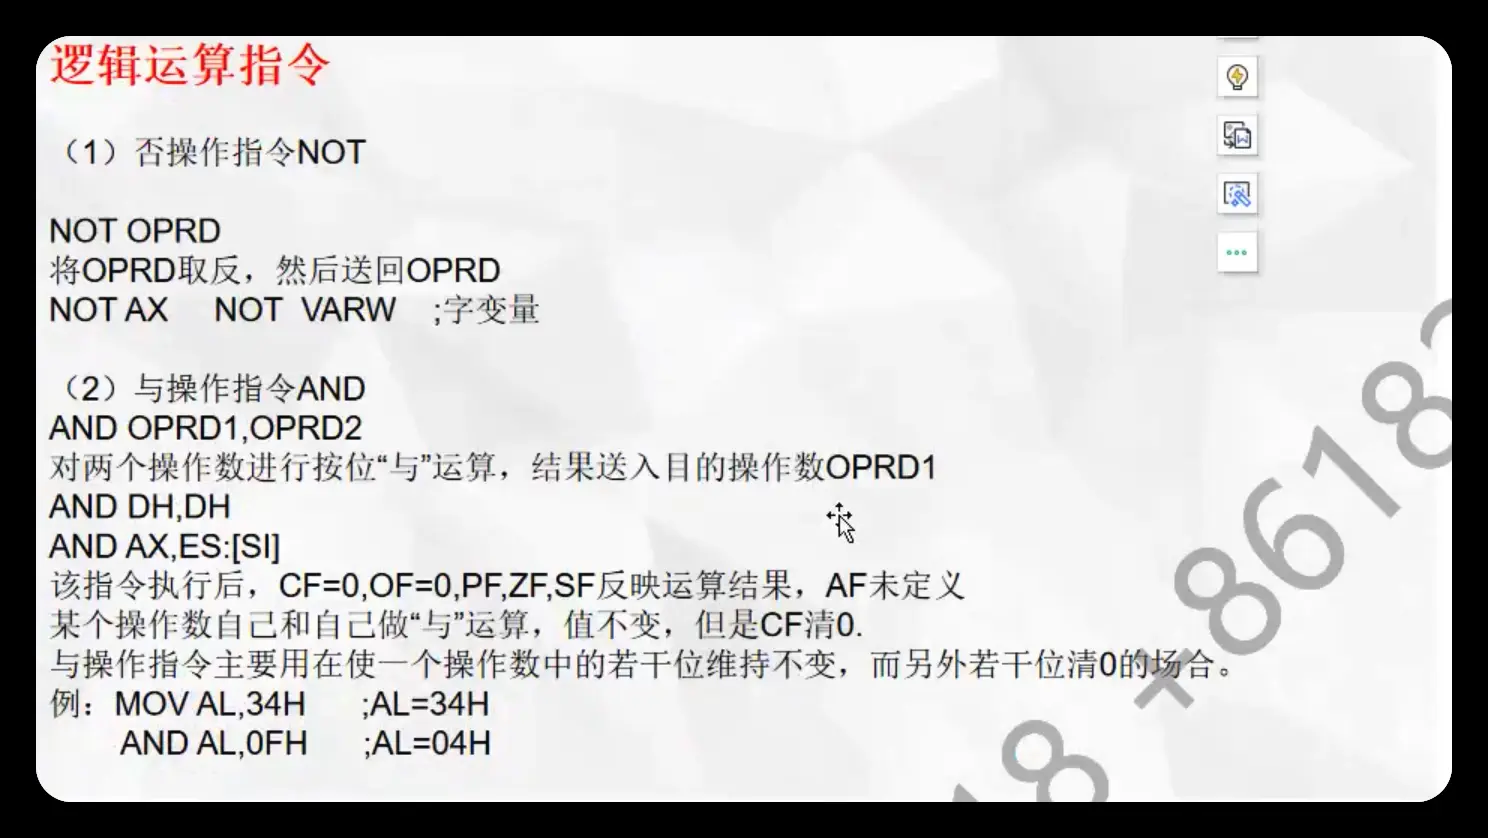 逻辑运算指令
（1）否操作指令NOT
NOT OPRD
将OPRD取反，然后送回OPRD
NOT AX NOT VARW ;字变量
（2）与操作指令AND
AND OPRD1,OPRD2
对两个操作数进行按位“与”运算，结果送入目的操作数OPRD1
AND DH,DH
AND AX,ES:[SI]
该指令执行后，CF=0,OF=0,PF,ZF,SF反映运算结果，AF未定义
某个操作数自己和自己做“与”运算，值不变，但是CF清0.
与操作指令主要用在使一个操作数中的若干位维持不变，而另外若干位清0的场合。
例：MOV AL,34H ;AL=34H
AND AL,0FH ;AL=04H
+8618